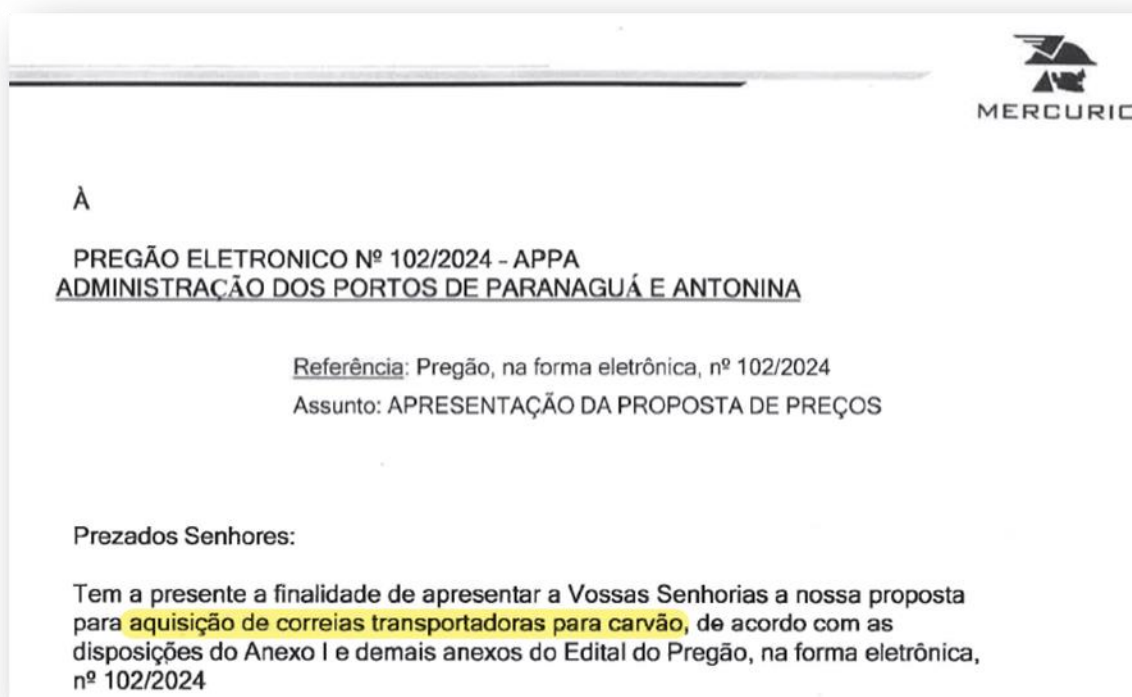 MERCURIO
À
PREGÃO ELETRONICO Nº 102/2024 - APPA
ADMINISTRAÇÃO DOS PORTOS DE PARANAGUÁ E ANTONINA
Referência: Pregão, na forma eletrônica, nº 102/2024
Assunto: APRESENTAÇÃO DA PROPOSTA DE PREÇOS
Prezados Senhores:
Tem a presente a finalidade de apresentar a Vossas Senhorias a nossa proposta
para aquisição de correias transportadoras para carvão, de acordo com as
disposições do Anexo I e demais anexos do Edital do Pregão, na forma eletrônica,
nº 102/2024